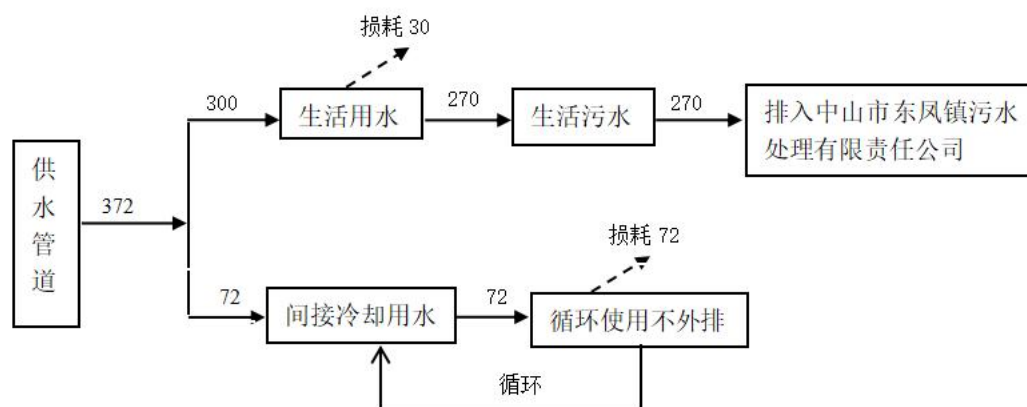 损耗 30
300
生活用水
270
生活污水
270
排入中山市东凤镇污水
处理有限责任公司
供水管道
372
损耗 72
72
间接冷却用水
72
循环使用不外排
循环